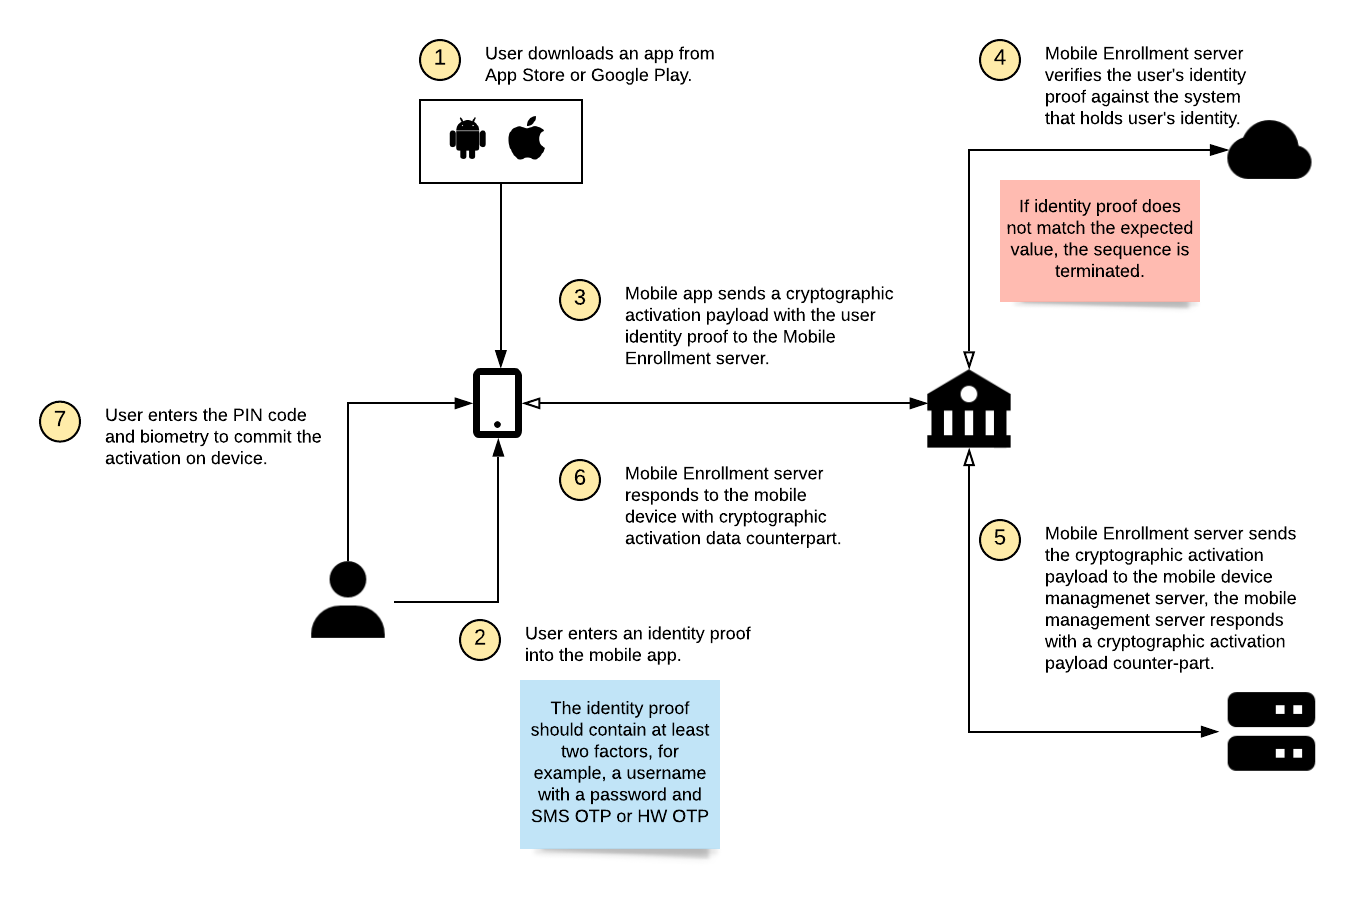 1
User downloads an app from
App Store or Google Play.
4
Mobile Enrollment server
verifies the user's identity
proof against the system
that holds user's identity.
If identity proof does
not match the expected
value, the sequence is
terminated.
3
Mobile app sends a cryptographic
activation payload with the user
identity proof to the Mobile
Enrollment server.
7
User enters the PIN code
and biometry to commit the
activation on device.
6
Mobile Enrollment server
responds to the mobile
device with cryptographic
activation data counterpart.
5
Mobile Enrollment server sends
the cryptographic activation
payload to the mobile device
managmenet server, the mobile
management server responds
with a cryptographic activation
payload counter-part.
2
User enters an identity proof
into the mobile app.
The identity proof
should contain at least
two factors, for
example, a username
with a password and
SMS OTP or HW OTP